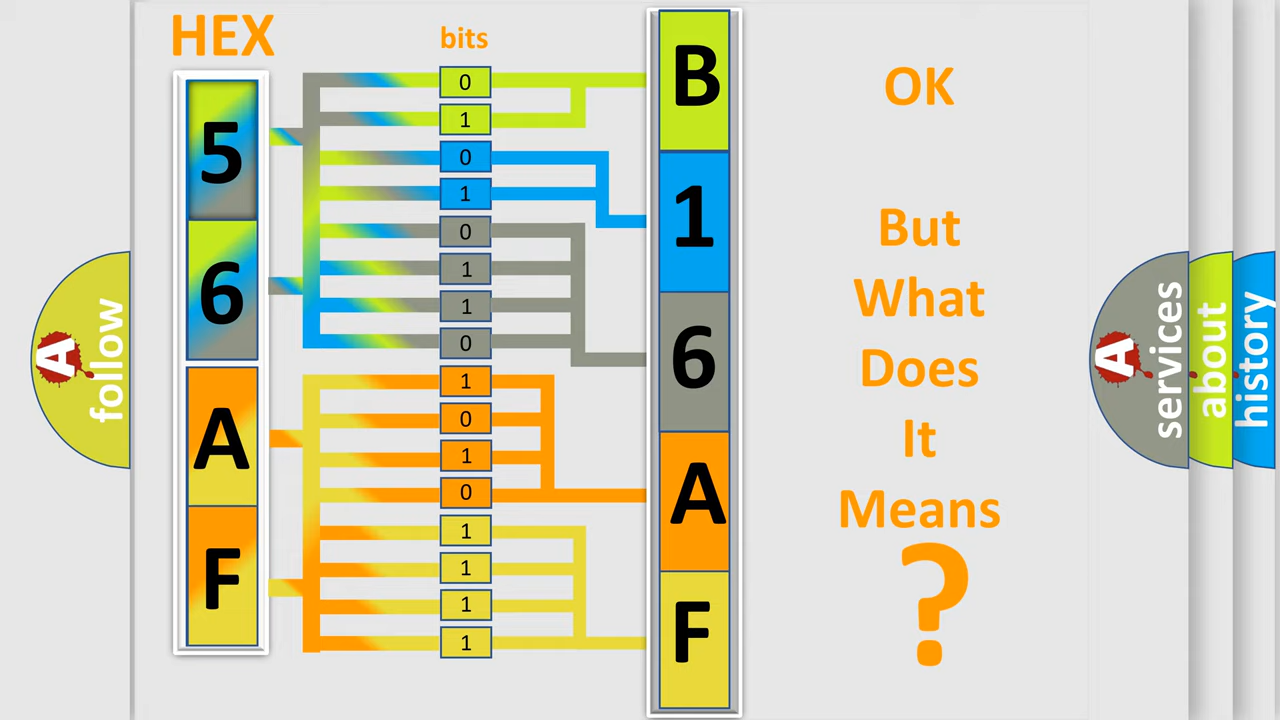 HEX
bits
5
6
A
F
0
1
0
1
0
1
1
0
1
0
1
0
1
1
1
1
B
1
6
A
F
OK
But
What
Does
It
Means
?
A
follow
A
services
about
history